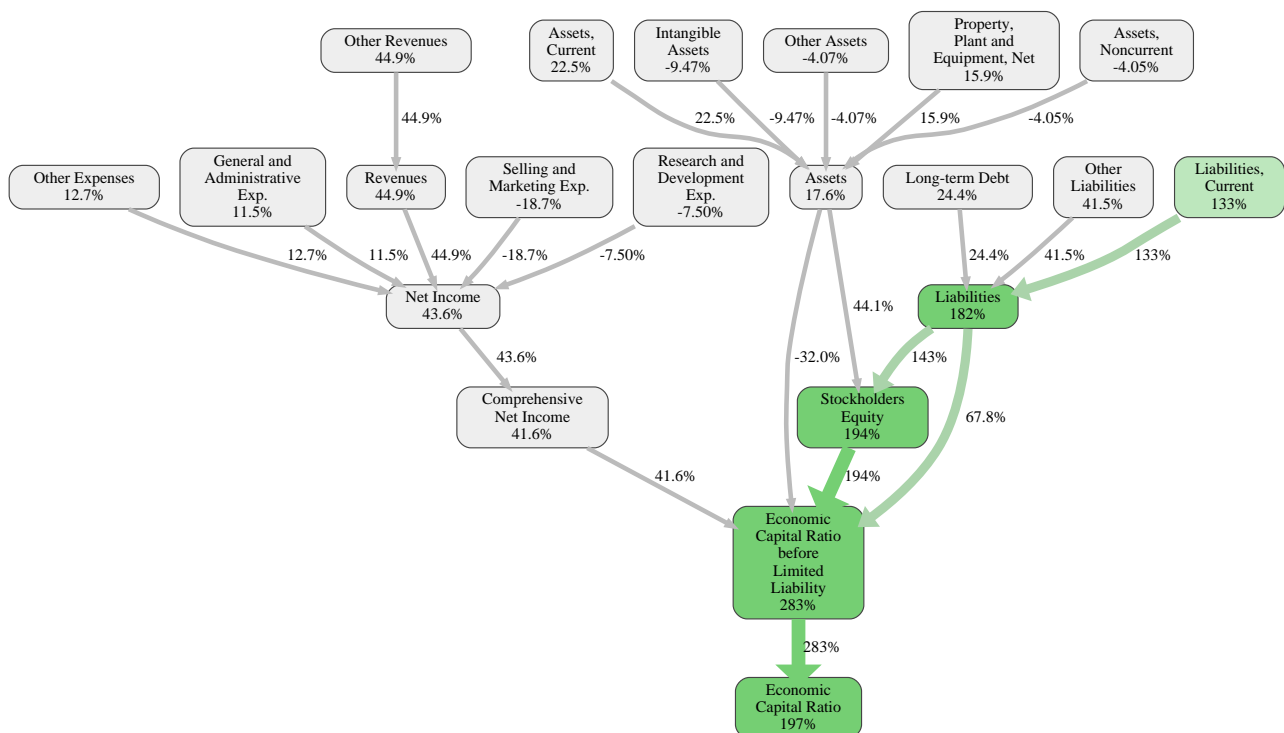 Other Revenues
44.9%
Assets,
Current
22.5%
Intangible
Assets
-9.47%
Other Assets
-4.07%
Property,
Plant and
Equipment, Net
15.9%
Assets,
Noncurrent
-4.05%
44.9%
22.5%
-9.47%
-4.07%
15.9%
-4.05%
Other Expenses
12.7%
General and
Administrative
Exp.
11.5%
Revenues
44.9%
Selling and
Marketing Exp.
-18.7%
Research and
Development
Exp.
-7.50%
Assets
17.6%
Long-term Debt
24.4%
Other
Liabilities
41.5%
Liabilities,
Current
133%
12.7%
11.5%
44.9%
-18.7%
-7.50%
24.4%
41.5%
133%
Net Income
43.6%
Liabilities
182%
44.1%
43.6%
-32.0%
143%
Comprehensive
Net Income
41.6%
Stockholders
Equity
194%
67.8%
41.6%
194%
Economic
Capital Ratio
before
Limited
Liability
283%
283%
Economic
Capital Ratio
197%